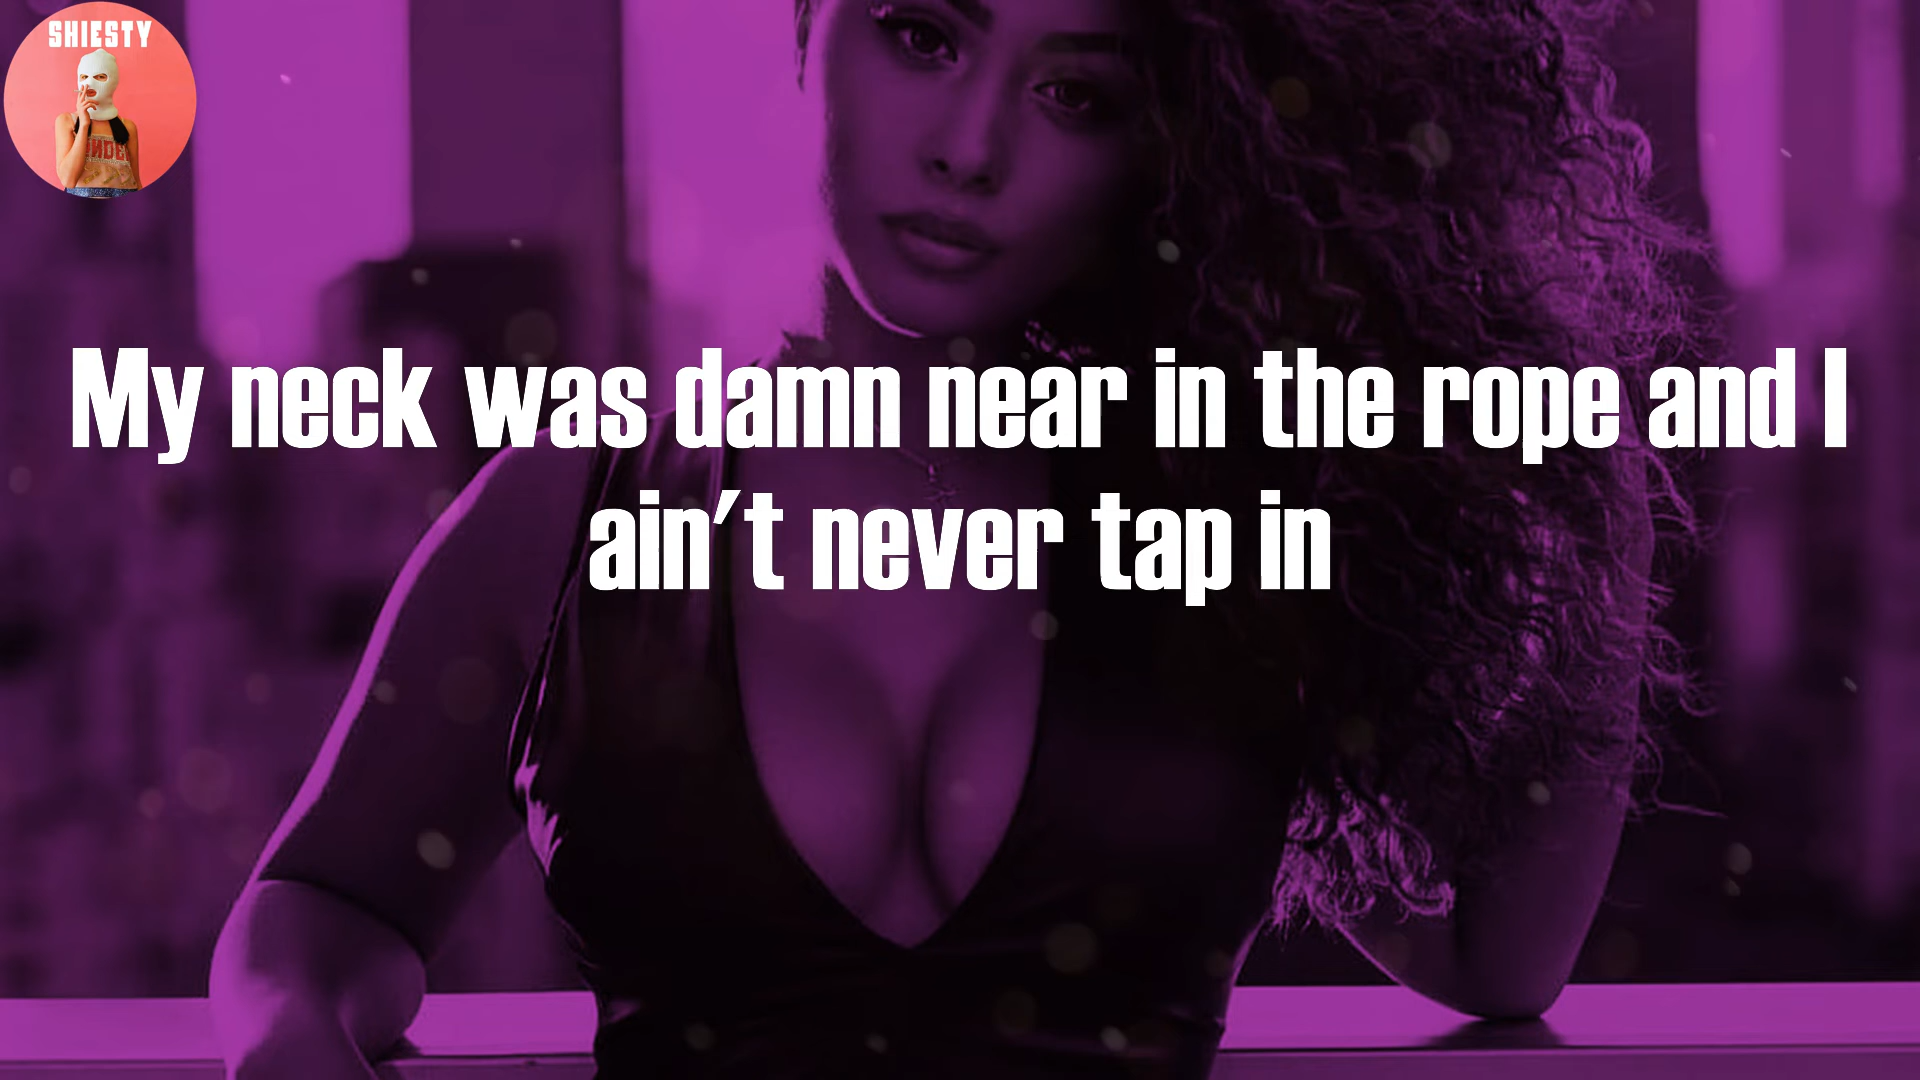 SHIESTY
My neck was damn near in the rope and I
ain't never tap in